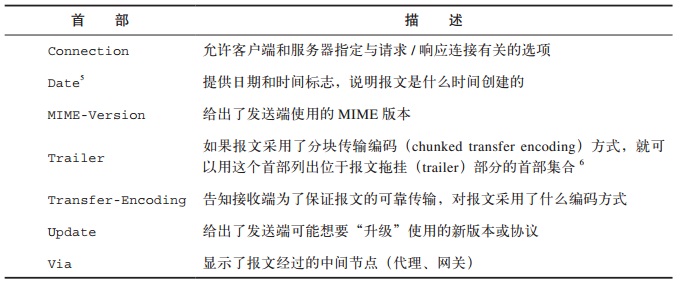 首 部 描 述
Connection 允许客户端和服务器指定与请求 / 响应连接有关的选项
Date⁵ 提供日期和时间标志，说明报文是什么时间创建的
MIME-Version 给出了发送端使用的 MIME 版本
Trailer 如果报文采用了分块传输编码（chunked transfer encoding）方式，就可
以用这个首部列出位于报文拖挂（trailer）部分的首部集合 ⁶
Transfer-Encoding 告知接收端为了保证报文的可靠传输，对报文采用了什么编码方式
Update 给出了发送端可能想要“升级”使用的新版本或协议
Via 显示了报文经过的中间节点（代理、网关）